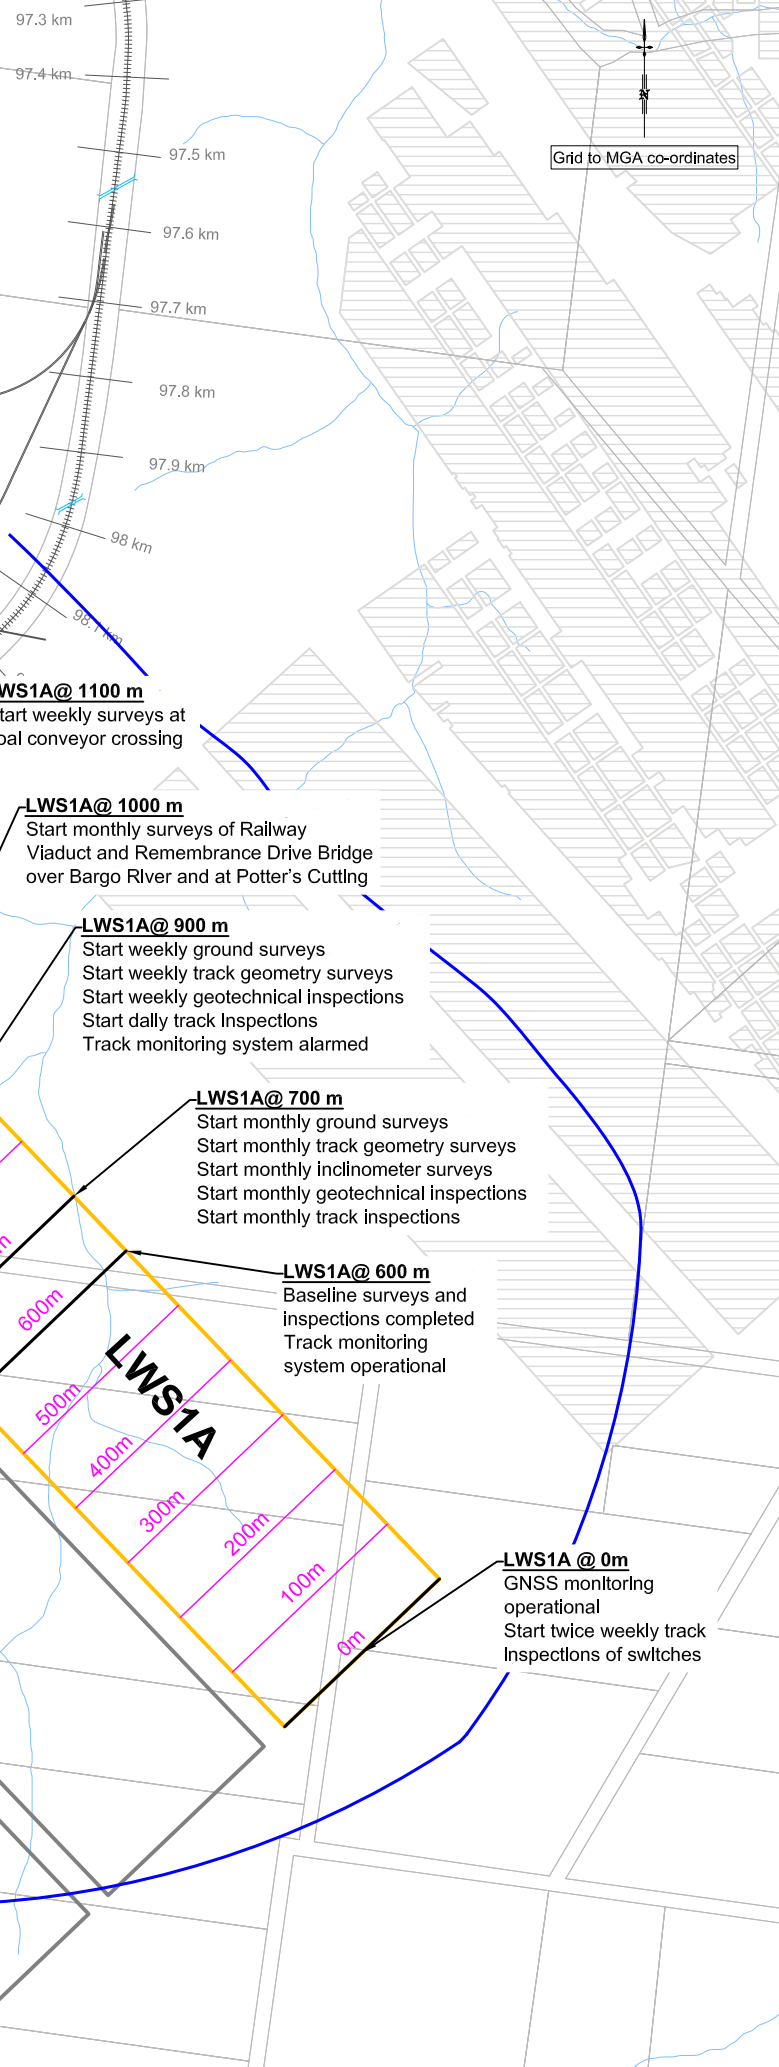 97.3 km
97.4 km
97.5 km
97.6 km
97.7 km
97.8 km
97.9 km
98 km
98.1 km
N
Grid to MGA co-ordinates
WS1A@ 1100 m
tart weekly surveys at
oal conveyor crossing
LWS1A@ 1000 m
Start monthly surveys of Railway
Viaduct and Remembrance Drive Bridge
over Bargo River and at Potter's Cutting
LWS1A@ 900 m
Start weekly ground surveys
Start weekly track geometry surveys
Start weekly geotechnical inspections
Start daily track inspections
Track monitoring system alarmed
LWS1A@ 700 m
Start monthly ground surveys
Start monthly track geometry surveys
Start monthly inclinometer surveys
Start monthly geotechnical inspections
Start monthly track inspections
LWS1A@ 600 m
Baseline surveys and
inspections completed
Track monitoring
system operational
600m
500m
400m
300m
200m
100m
0m
LWS1A
LWS1A @ 0m
GNSS monitoring
operational
Start twice weekly track
inspections of switches